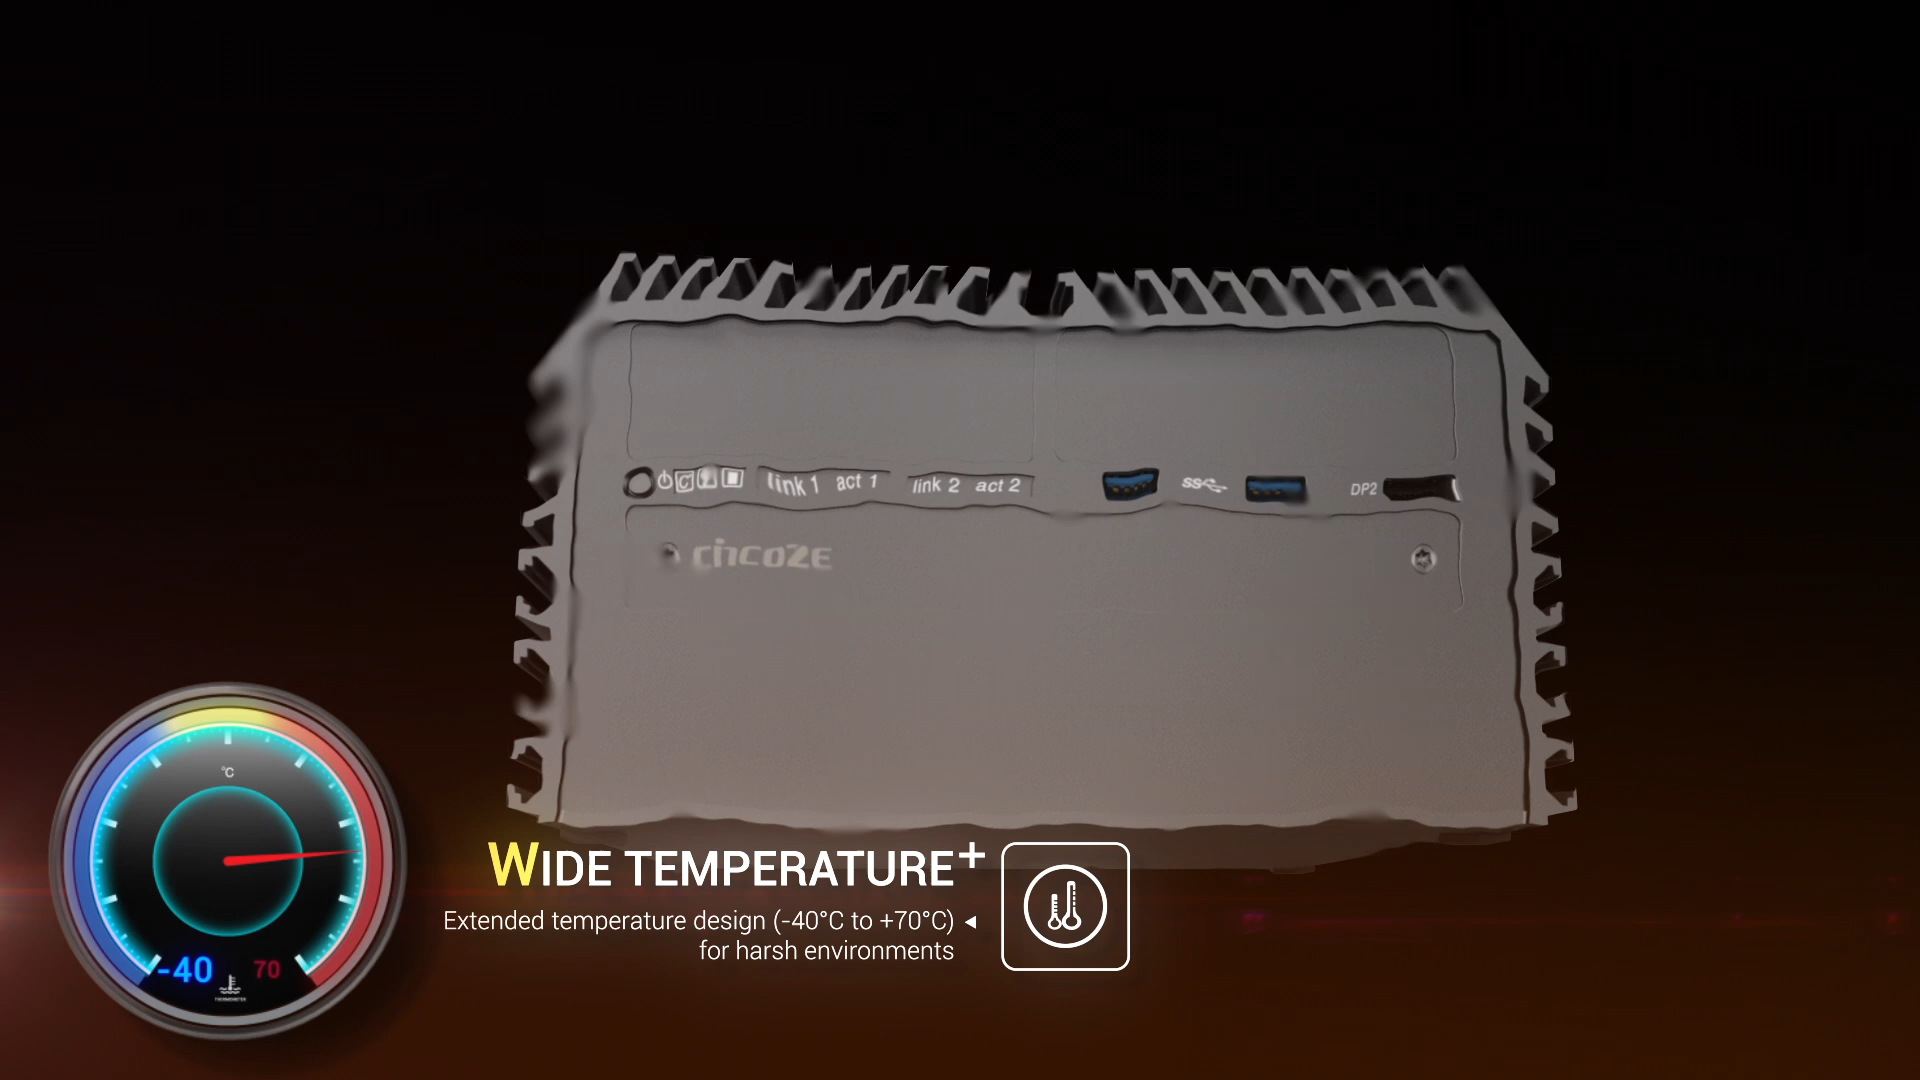 link 1 act 1 link 2 act 2 SS DP2
cincoze
°C
WIDE TEMPERATURE+
Extended temperature design (-40°C to +70°C)
for harsh environments
-40 70
THERMOMETER